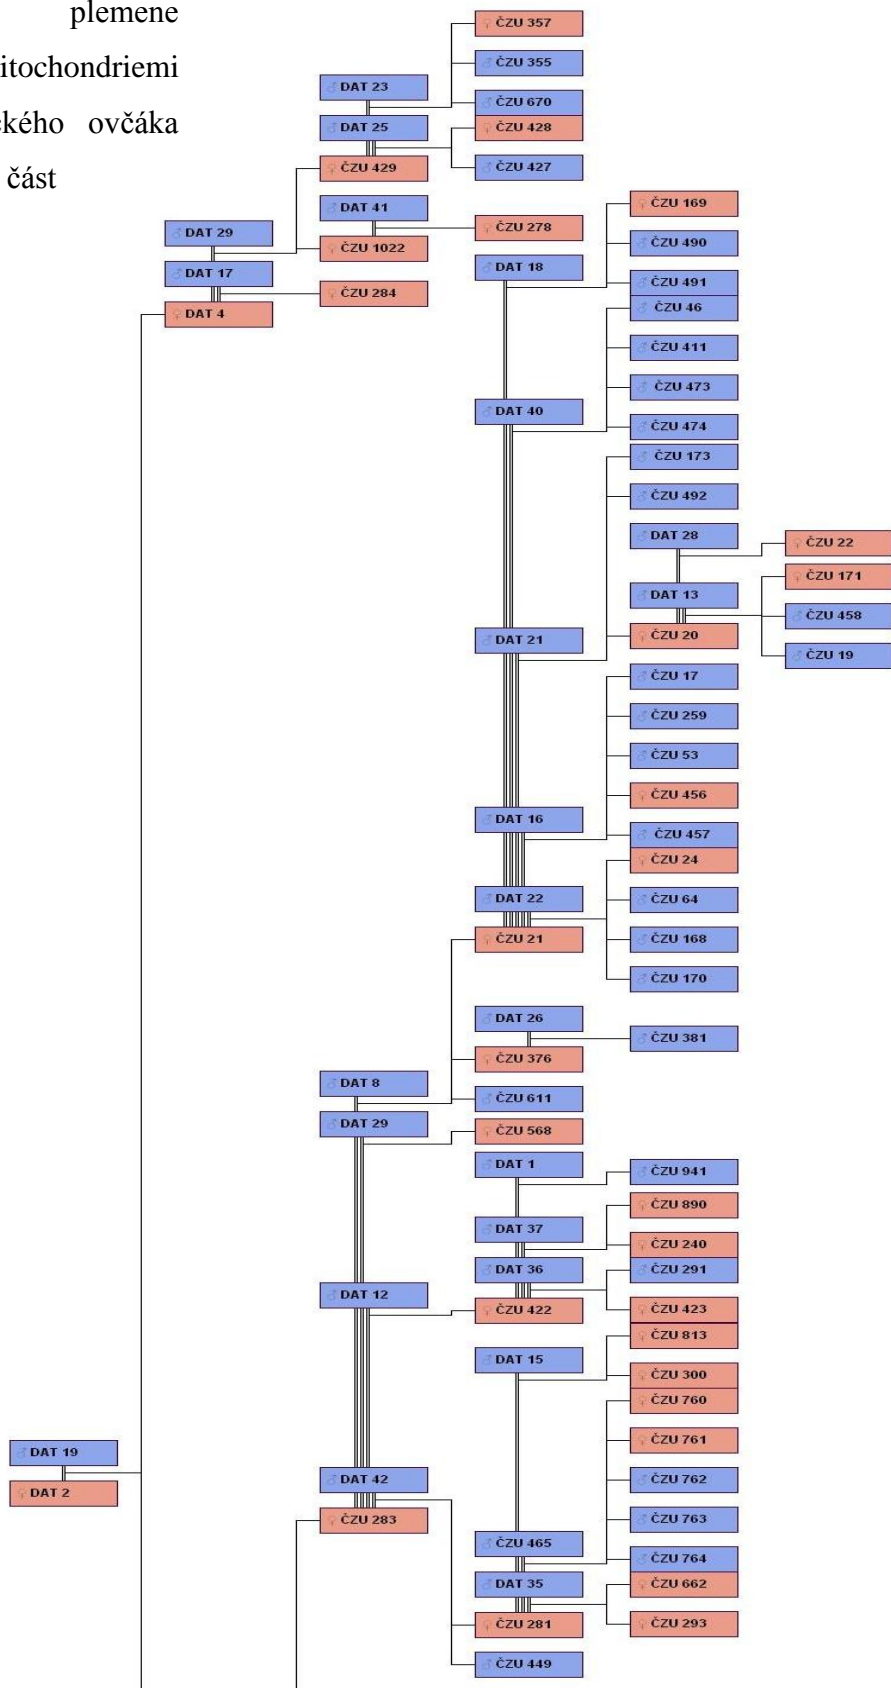 plemene
itochondriemi
ckého ovčáka
část
♀ ČZU 357
♂ ČZU 355
♂ DAT 23
♂ ČZU 670
♂ DAT 25
♀ ČZU 428
♀ ČZU 429
♂ ČZU 427
♂ DAT 41
♀ ČZU 169
♂ DAT 29
♀ ČZU 278
♂ ČZU 490
♀ ČZU 1022
♂ DAT 17
♂ DAT 18
♂ ČZU 491
♀ ČZU 284
♀ DAT 4
♂ ČZU 46
♂ ČZU 411
♂ ČZU 473
♂ DAT 40
♂ ČZU 474
♂ ČZU 173
♂ ČZU 492
♂ DAT 28
♀ ČZU 22
♀ ČZU 171
♂ DAT 13
♂ ČZU 458
♂ DAT 21
♀ ČZU 20
♂ ČZU 19
♂ ČZU 17
♂ ČZU 259
♂ ČZU 53
♀ ČZU 456
♂ DAT 16
♂ ČZU 457
♀ ČZU 24
♂ DAT 22
♂ ČZU 64
♀ ČZU 21
♂ ČZU 168
♂ ČZU 170
♂ DAT 26
♂ ČZU 381
♀ ČZU 376
♂ DAT 8
♂ ČZU 611
♂ DAT 29
♀ ČZU 568
♂ DAT 1
♂ ČZU 941
♀ ČZU 890
♂ DAT 37
♀ ČZU 240
♂ DAT 36
♂ ČZU 291
♂ DAT 12
♀ ČZU 422
♀ ČZU 423
♀ ČZU 813
♂ DAT 15
♀ ČZU 300
♀ ČZU 760
♀ ČZU 761
♂ DAT 19
♂ DAT 42
♂ ČZU 762
♀ DAT 2
♀ ČZU 283
♂ ČZU 763
♂ ČZU 465
♂ ČZU 764
♂ DAT 35
♀ ČZU 662
♀ ČZU 281
♀ ČZU 293
♂ ČZU 449